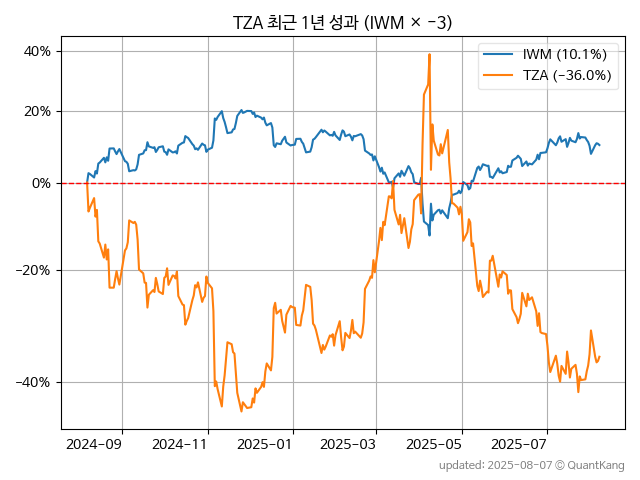 TZA 최근 1년 성과 (IWM × −3)
IWM (10.1%)
TZA (−36.0%)
40%
20%
0%
−20%
−40%
2024-09
2024-11
2025-01
2025-03
2025-05
2025-07
updated: 2025-08-07 © QuantKang